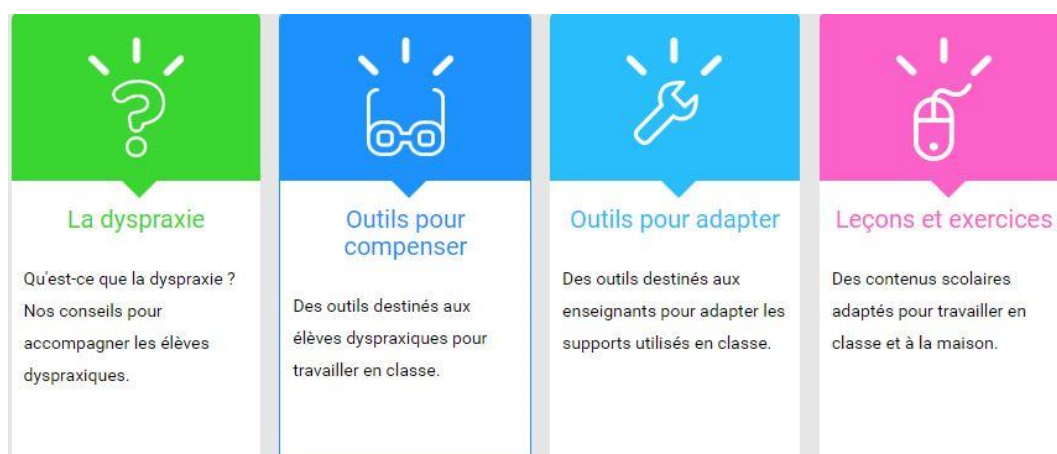 La dyspraxie
Qu'est-ce que la dyspraxie ?
Nos conseils pour
accompagner les élèves
dyspraxiques.
Outils pour
compenser
Des outils destinés aux
élèves dyspraxiques pour
travailler en classe.
Outils pour adapter
Des outils destinés aux
enseignants pour adapter les
supports utilisés en classe.
Leçons et exercices
Des contenus scolaires
adaptés pour travailler en
classe et à la maison.